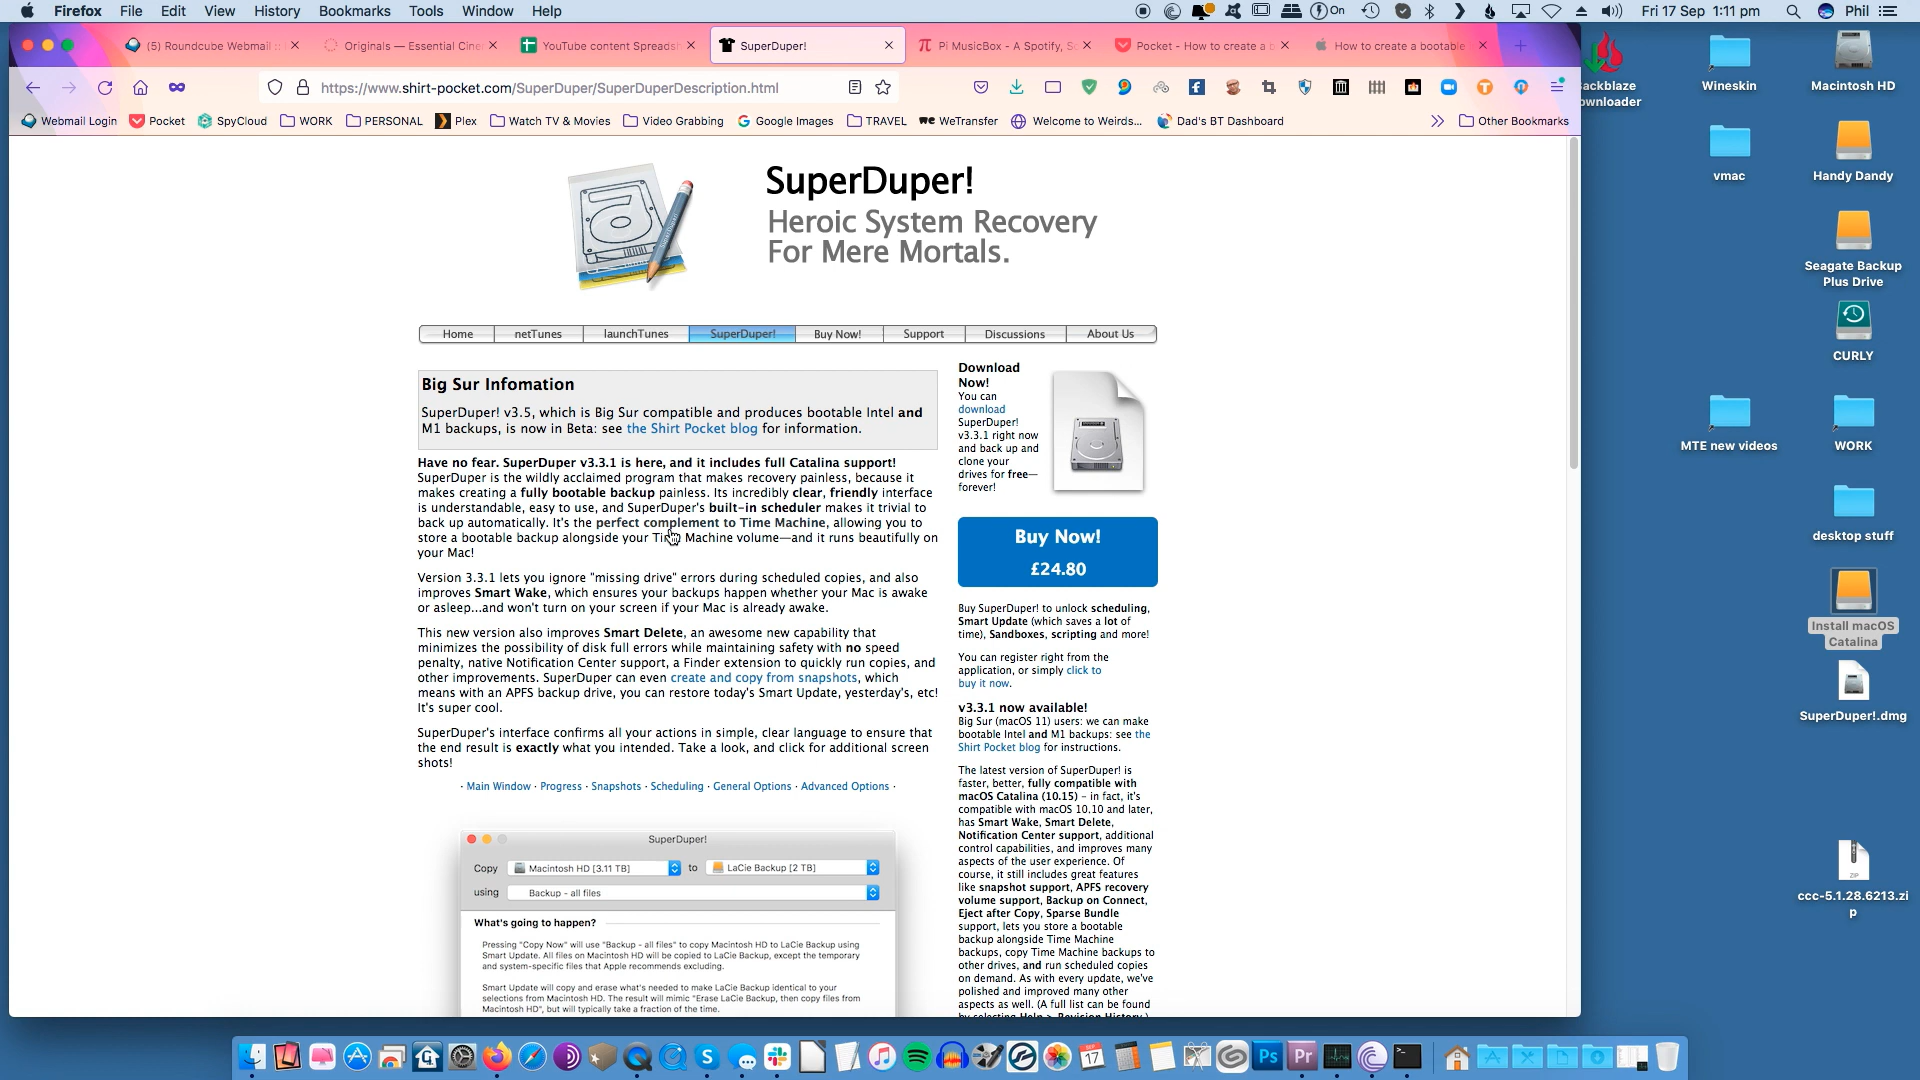 Firefox File Edit View History Bookmarks Tools Window Help
On
Fri 17 Sep 1:11 pm
Phil
(5) Roundcube Webmail ::
Originals — Essential Cine
YouTube content Spreads
SuperDuper!
Pi MusicBox - A Spotify, S
Pocket - How to create a b
How to create a bootable
https://www.shirt-pocket.com/SuperDuper/SuperDuperDescription.html
Webmail Login Pocket SpyCloud WORK PERSONAL Plex Watch TV & Movies Video Grabbing Google Images TRAVEL WeTransfer Welcome to Weirds... Dad's BT Dashboard Other Bookmarks
SuperDuper!
Heroic System Recovery
For Mere Mortals.
Home netTunes launchTunes SuperDuper! Buy Now! Support Discussions About Us
Big Sur Infomation
SuperDuper! v3.5, which is Big Sur compatible and produces bootable Intel and
M1 backups, is now in Beta: see the Shirt Pocket blog for information.
Have no fear. SuperDuper v3.3.1 is here, and it includes full Catalina support!
SuperDuper is the wildly acclaimed program that makes recovery painless, because it
makes creating a fully bootable backup painless. Its incredibly clear, friendly interface
is understandable, easy to use, and SuperDuper's built-in scheduler makes it trivial to
back up automatically. It's the perfect complement to Time Machine, allowing you to
store a bootable backup alongside your Time Machine volume—and it runs beautifully on
your Mac!
Version 3.3.1 lets you ignore "missing drive" errors during scheduled copies, and also
improves Smart Wake, which ensures your backups happen whether your Mac is awake
or asleep...and won't turn on your screen if your Mac is already awake.
This new version also improves Smart Delete, an awesome new capability that
minimizes the possibility of disk full errors while maintaining safety with no speed
penalty, native Notification Center support, a Finder extension to quickly run copies, and
other improvements. SuperDuper can even create and copy from snapshots, which
means with an APFS backup drive, you can restore today's Smart Update, yesterday's, etc!
It's super cool.
SuperDuper's interface confirms all your actions in simple, clear language to ensure that
the end result is exactly what you intended. Take a look, and click for additional screen
shots!
· Main Window · Progress · Snapshots · Scheduling · General Options · Advanced Options ·
SuperDuper!
Copy Macintosh HD [3.11 TB] to LaCie Backup [2 TB]
using Backup - all files
What's going to happen?
Pressing "Copy Now" will use "Backup - all files" to copy Macintosh HD to LaCie Backup using
Smart Update. All files on Macintosh HD will be copied to LaCie Backup, except the temporary
and system-specific files that Apple recommends excluding.
Smart Update will copy and erase what's needed to make LaCie Backup identical to your
selections from Macintosh HD. The result will mimic "Erase LaCie Backup, then copy files from
Macintosh HD", but will typically take a fraction of the time.
Download
Now!
You can
download
SuperDuper!
v3.3.1 right now
and back up and
clone your
drives for free—
forever!
Buy Now!
£24.80
Buy SuperDuper! to unlock scheduling,
Smart Update (which saves a lot of
time), Sandboxes, scripting and more!
You can register right from the
application, or simply click to
buy it now.
v3.3.1 now available!
Big Sur (macOS 11) users: we can make
bootable Intel and M1 backups: see the
Shirt Pocket blog for instructions.
The latest version of SuperDuper! is
faster, better, fully compatible with
macOS Catalina (10.15) – in fact, it's
compatible with macOS 10.10 and later,
has Smart Wake, Smart Delete,
Notification Center support, additional
control capabilities, and improves many
aspects of the user experience. Of
course, it still includes great features
like snapshot support, APFS recovery
volume support, Backup on Connect,
Eject after Copy, Sparse Bundle
support, lets you store a bootable
backup alongside Time Machine
backups, copy Time Machine backups to
other drives, and run scheduled copies
on demand. As with every update, we've
polished and improved many other
aspects as well. (A full list can be found
by selecting Help > Revision History.)
ackblaze
ownloader
Wineskin
Macintosh HD
vmac
Handy Dandy
Seagate Backup
Plus Drive
CURLY
MTE new videos
WORK
desktop stuff
Install macOS
Catalina
SuperDuper!.dmg
ZIP
ccc-5.1.28.6213.zi
p
SEP
17
Ps
Pr